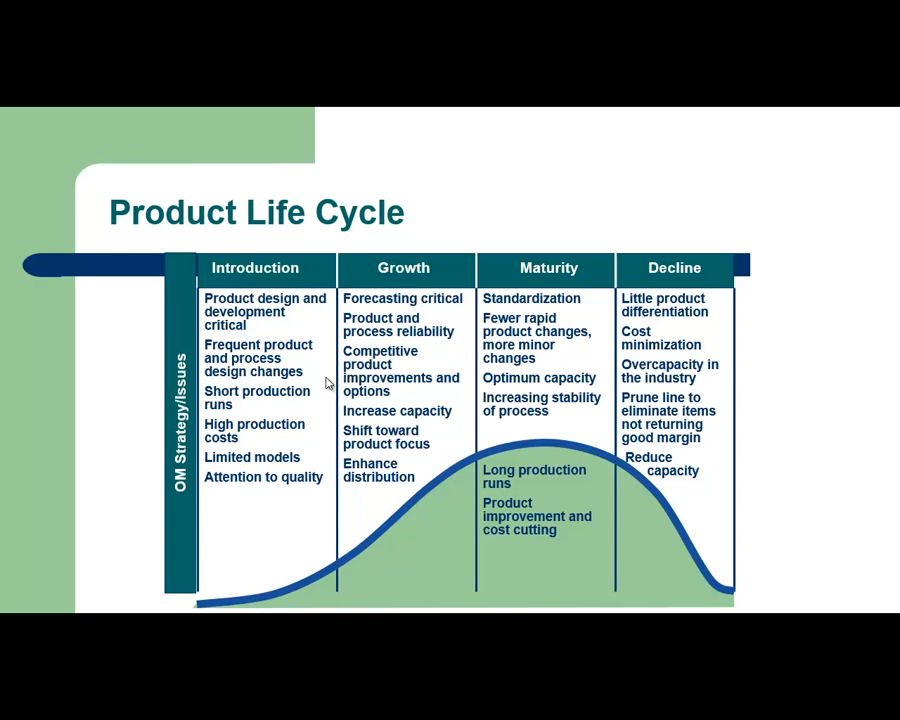 Product Life Cycle
OM Strategy/Issues
Introduction
Product design and
development
critical
Frequent product
and process
design changes
Short production
runs
High production
costs
Limited models
Attention to quality
Growth
Forecasting critical
Product and
process reliability
Competitive
product
improvements and
options
Increase capacity
Shift toward
product focus
Enhance
distribution
Maturity
Standardization
Fewer rapid
product changes,
more minor
changes
Optimum capacity
Increasing stability
of process
Long production
runs
Product
improvement and
cost cutting
Decline
Little product
differentiation
Cost
minimization
Overcapacity in
the industry
Prune line to
eliminate items
not returning
good margin
Reduce
capacity